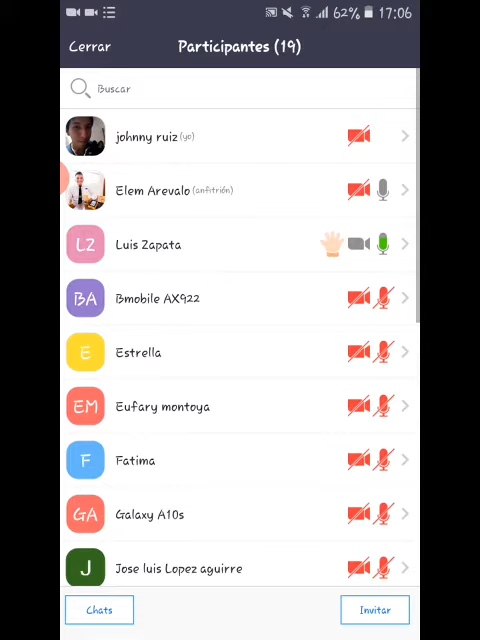 62% 17:06
Cerrar Participantes (19)
Buscar
johnny ruiz (yo)
Elem Arevalo (anfitrión)
LZ Luis Zapata
BA Bmobile AX922
E Estrella
EM Eufary montoya
F Fatima
GA Galaxy A10s
J Jose luis Lopez aguirre
Chats Invitar